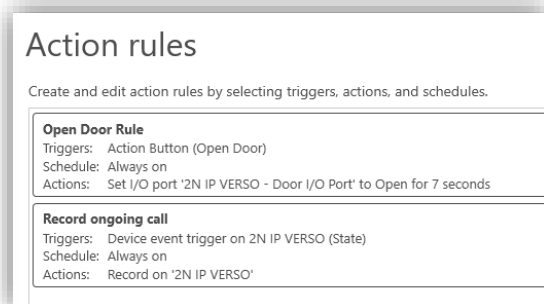 Action rules
Create and edit action rules by selecting triggers, actions, and schedules.
Open Door Rule
Triggers: Action Button (Open Door)
Schedule: Always on
Actions: Set I/O port '2N IP VERSO - Door I/O Port' to Open for 7 seconds
Record ongoing call
Triggers: Device event trigger on 2N IP VERSO (State)
Schedule: Always on
Actions: Record on '2N IP VERSO'